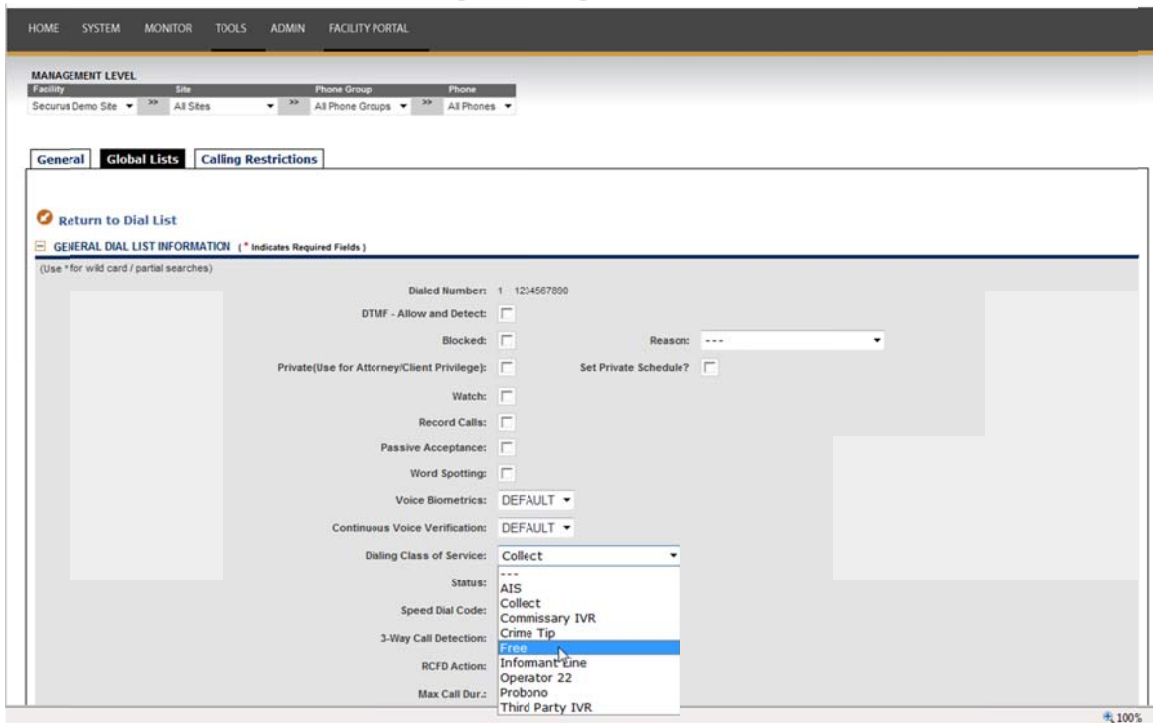 HOME SYSTEM MONITOR TOOLS ADMIN FACILITY PORTAL
MANAGEMENT LEVEL
Facility Site Phone Group Phone
Securus Demo Site >> All Sites >> All Phone Groups >> All Phones
General Global Lists Calling Restrictions
Return to Dial List
GENERAL DIAL LIST INFORMATION ( * Indicates Required Fields )
(Use * for wild card / partial searches)
Dialed Number: 1 1234567890
DTMF - Allow and Detect:
Blocked: Reason: ---
Private(Use for Attorney/Client Privilege): Set Private Schedule?
Watch:
Record Calls:
Passive Acceptance:
Word Spotting:
Voice Biometrics: DEFAULT
Continuous Voice Verification: DEFAULT
Dialing Class of Service: Collect
---
Status: AIS
Collect
Speed Dial Code: Commissary IVR
Crime Tip
3-Way Call Detection: Free
Informant Line
RCFD Action: Operator 22
Max Call Dur.: Probono
Third Party IVR
100%